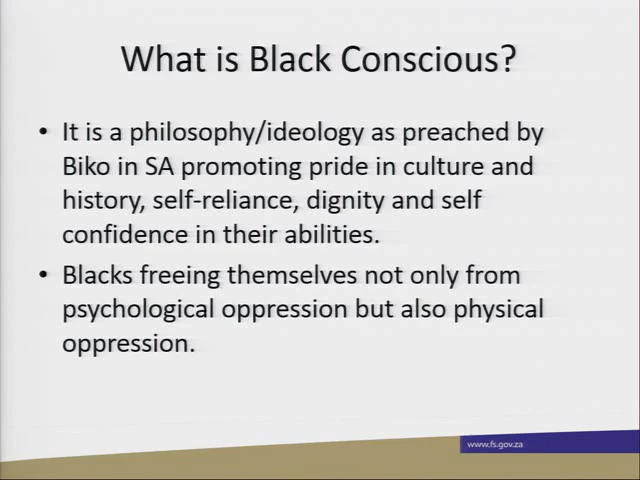 What is Black Conscious?
• It is a philosophy/ideology as preached by
Biko in SA promoting pride in culture and
history, self-reliance, dignity and self
confidence in their abilities.
• Blacks freeing themselves not only from
psychological oppression but also physical
oppression.
www.fs.gov.za